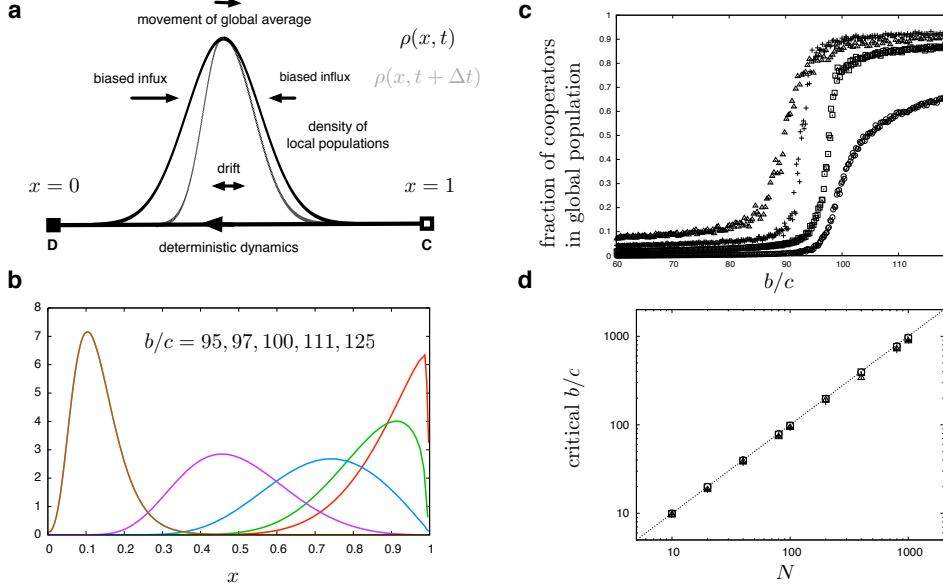 a
movement of global average
ρ(x, t)
ρ(x, t + Δt)
biased influx
biased influx
density of
local populations
drift
x = 0
x = 1
D
C
deterministic dynamics
b
8
7
6
5
4
3
2
1
0
b/c = 95, 97, 100, 111, 125
0 0.1 0.2 0.3 0.4 0.5 0.6 0.7 0.8 0.9 1
x
c
fraction of cooperators
in global population
1
0.9
0.8
0.7
0.6
0.5
0.4
0.3
0.2
0.1
0
60 70 80 90 100 110
b/c
d
critical b/c
1000
100
10
10 100 1000
N